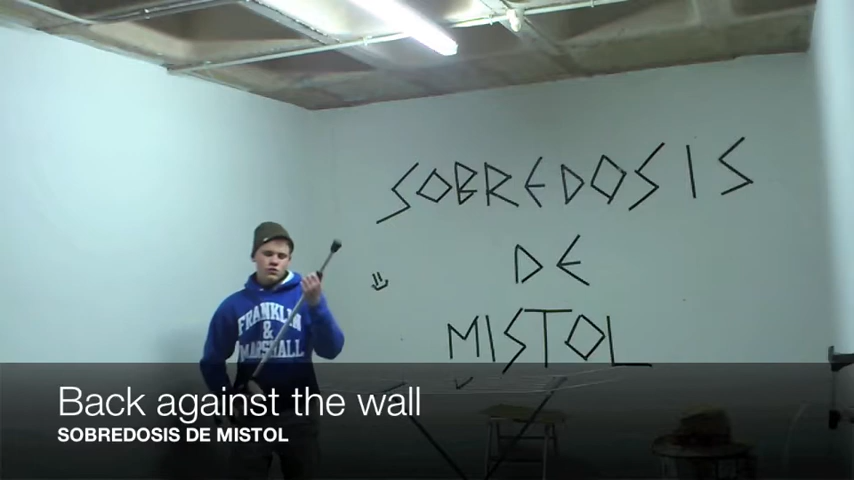 SOBREDOSIS
DE
MISTOL
FRANKLIN
&
MARSHALL
Back against the wall
SOBREDOSIS DE MISTOL